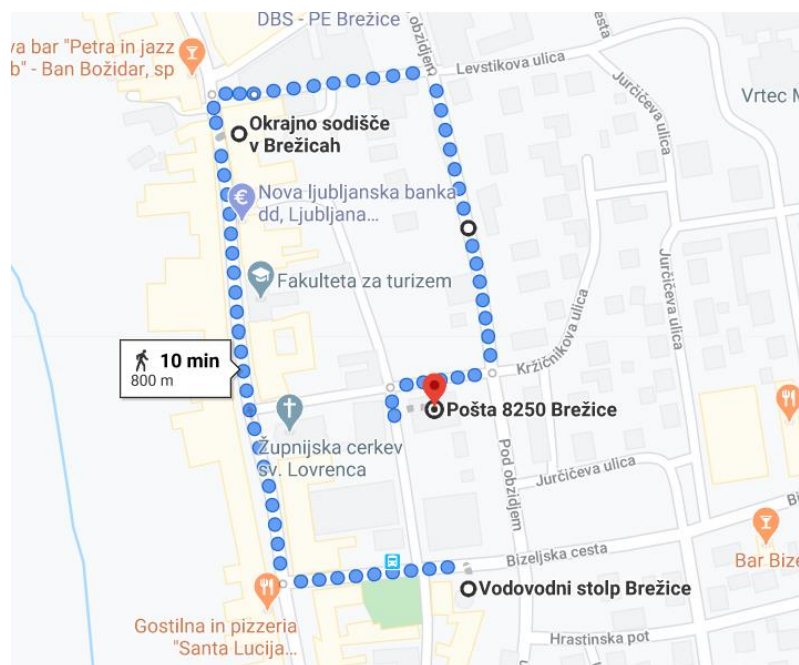 DBS - PE Brežice
va bar "Petra in jazz
b" - Ban Božidar, sp
obzidjem
Levstikova ulica
cesta
Jurčičeva ulica
Vrtec M
Okrajno sodišče
v Brežicah
Nova ljubljanska banka
dd, Ljubljana...
Fakulteta za turizem
Jurčičeva ulica
10 min
800 m
Kržičnikova ulica
Pošta 8250 Brežice
Župnijska cerkev
sv. Lovrenca
Pod obzidjem
Jurčičeva ulica
Bi
Bizeljska cesta
Bar Bize
Vodovodni stolp Brežice
Gostilna in pizzeria
"Santa Lucija...
Hrastinska pot